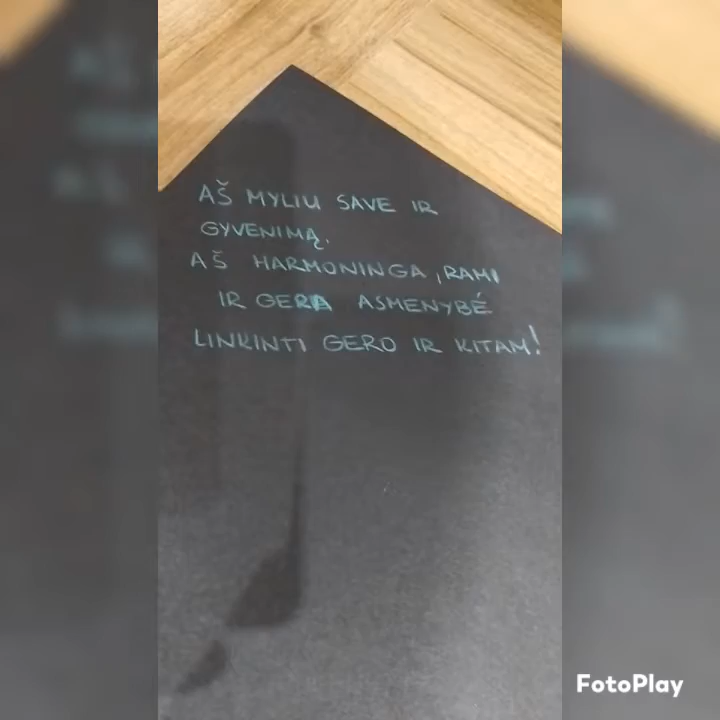 AŠ MYLIU SAVE IR
GYVENIMĄ.
AŠ HARMONINGA, RAMI
IR GERA ASMENYBĖ
LINKINTI GERO IR KITAM!
FotoPlay